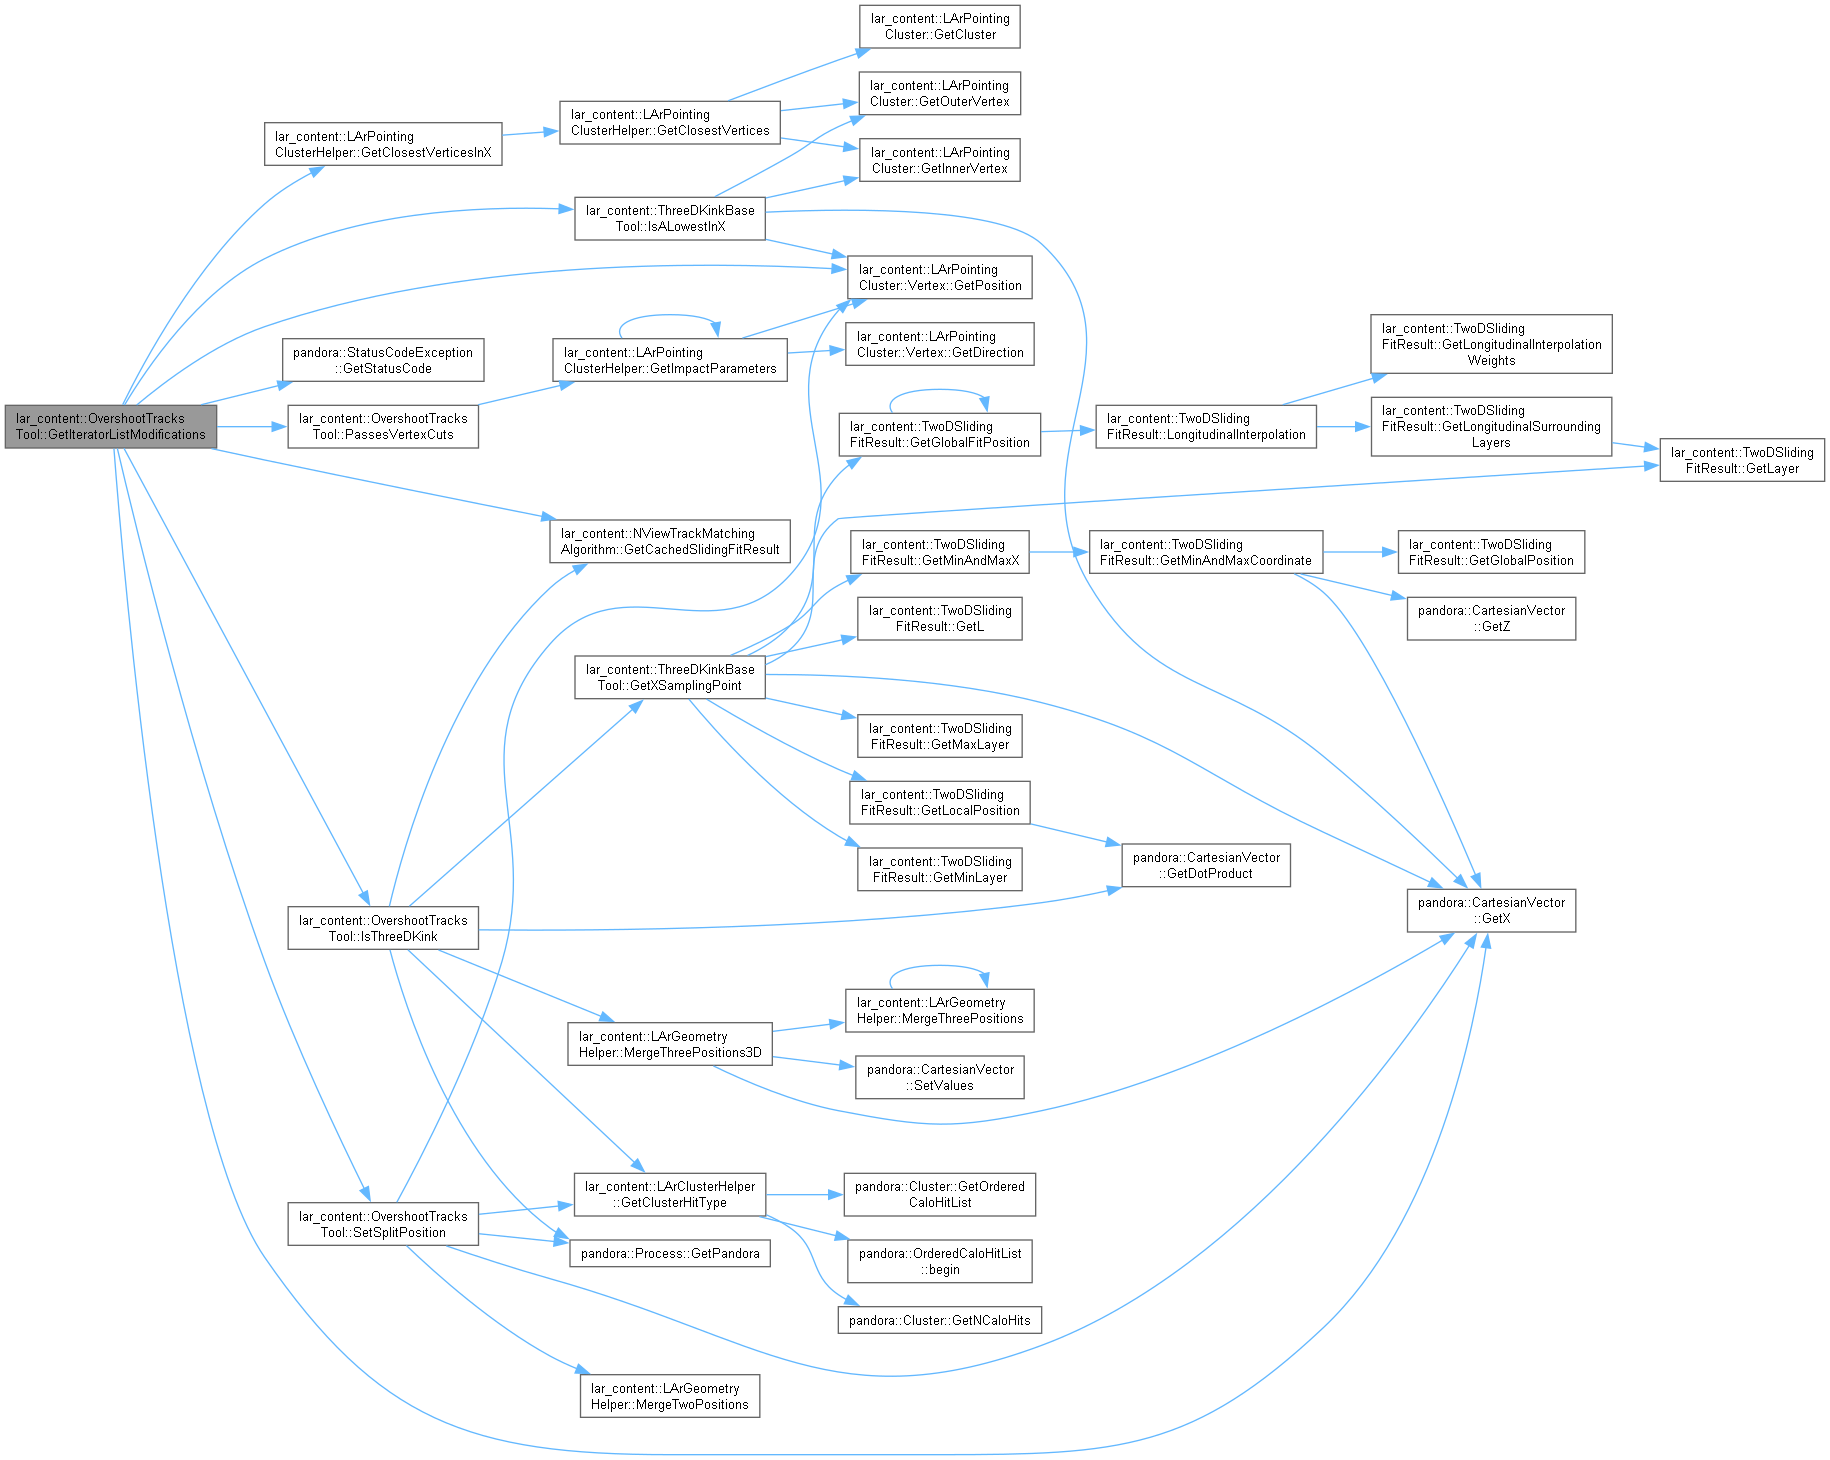 lar_content::LArPointing
Cluster::GetCluster
lar_content::LArPointing
Cluster::GetOuterVertex
lar_content::LArPointing
ClusterHelper::GetClosestVertices
lar_content::LArPointing
ClusterHelper::GetClosestVerticesInX
lar_content::LArPointing
Cluster::GetInnerVertex
lar_content::ThreeDKinkBase
Tool::IsALowestInX
lar_content::LArPointing
Cluster::Vertex::GetPosition
lar_content::LArPointing
Cluster::Vertex::GetDirection
pandora::StatusCodeException
::GetStatusCode
lar_content::LArPointing
ClusterHelper::GetImpactParameters
lar_content::TwoDSliding
FitResult::GetLongitudinalInterpolation
Weights
lar_content::OvershootTracks
Tool::GetIteratorListModifications
lar_content::OvershootTracks
Tool::PassesVertexCuts
lar_content::TwoDSliding
FitResult::GetGlobalFitPosition
lar_content::TwoDSliding
FitResult::LongitudinalInterpolation
lar_content::TwoDSliding
FitResult::GetLongitudinalSurrounding
Layers
lar_content::TwoDSliding
FitResult::GetLayer
lar_content::NViewTrackMatching
Algorithm::GetCachedSlidingFitResult
lar_content::TwoDSliding
FitResult::GetMinAndMaxX
lar_content::TwoDSliding
FitResult::GetMinAndMaxCoordinate
lar_content::TwoDSliding
FitResult::GetGlobalPosition
lar_content::TwoDSliding
FitResult::GetL
pandora::CartesianVector
::GetZ
lar_content::ThreeDKinkBase
Tool::GetXSamplingPoint
lar_content::TwoDSliding
FitResult::GetMaxLayer
lar_content::TwoDSliding
FitResult::GetLocalPosition
lar_content::TwoDSliding
FitResult::GetMinLayer
pandora::CartesianVector
::GetDotProduct
pandora::CartesianVector
::GetX
lar_content::OvershootTracks
Tool::IsThreeDKink
lar_content::LArGeometry
Helper::MergeThreePositions
lar_content::LArGeometry
Helper::MergeThreePositions3D
pandora::CartesianVector
::SetValues
lar_content::LArClusterHelper
::GetClusterHitType
pandora::Cluster::GetOrdered
CaloHitList
lar_content::OvershootTracks
Tool::SetSplitPosition
pandora::Process::GetPandora
pandora::OrderedCaloHitList
::begin
pandora::Cluster::GetNCaloHits
lar_content::LArGeometry
Helper::MergeTwoPositions